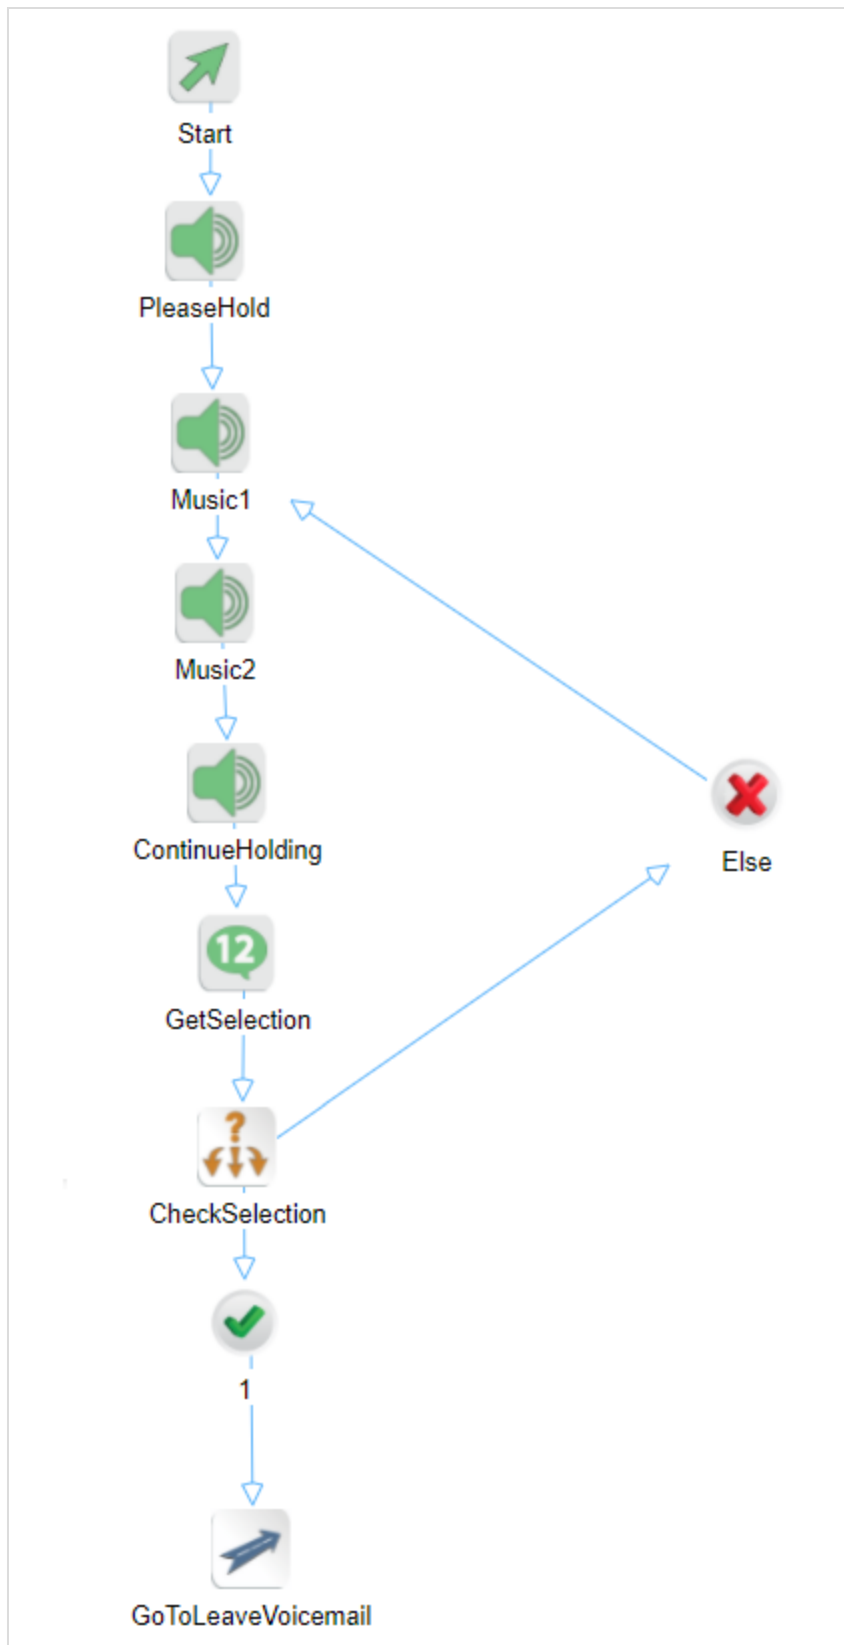 Start
PleaseHold
Music1
Music2
ContinueHolding
Else
12
GetSelection
?
CheckSelection
1
GoToLeaveVoicemail